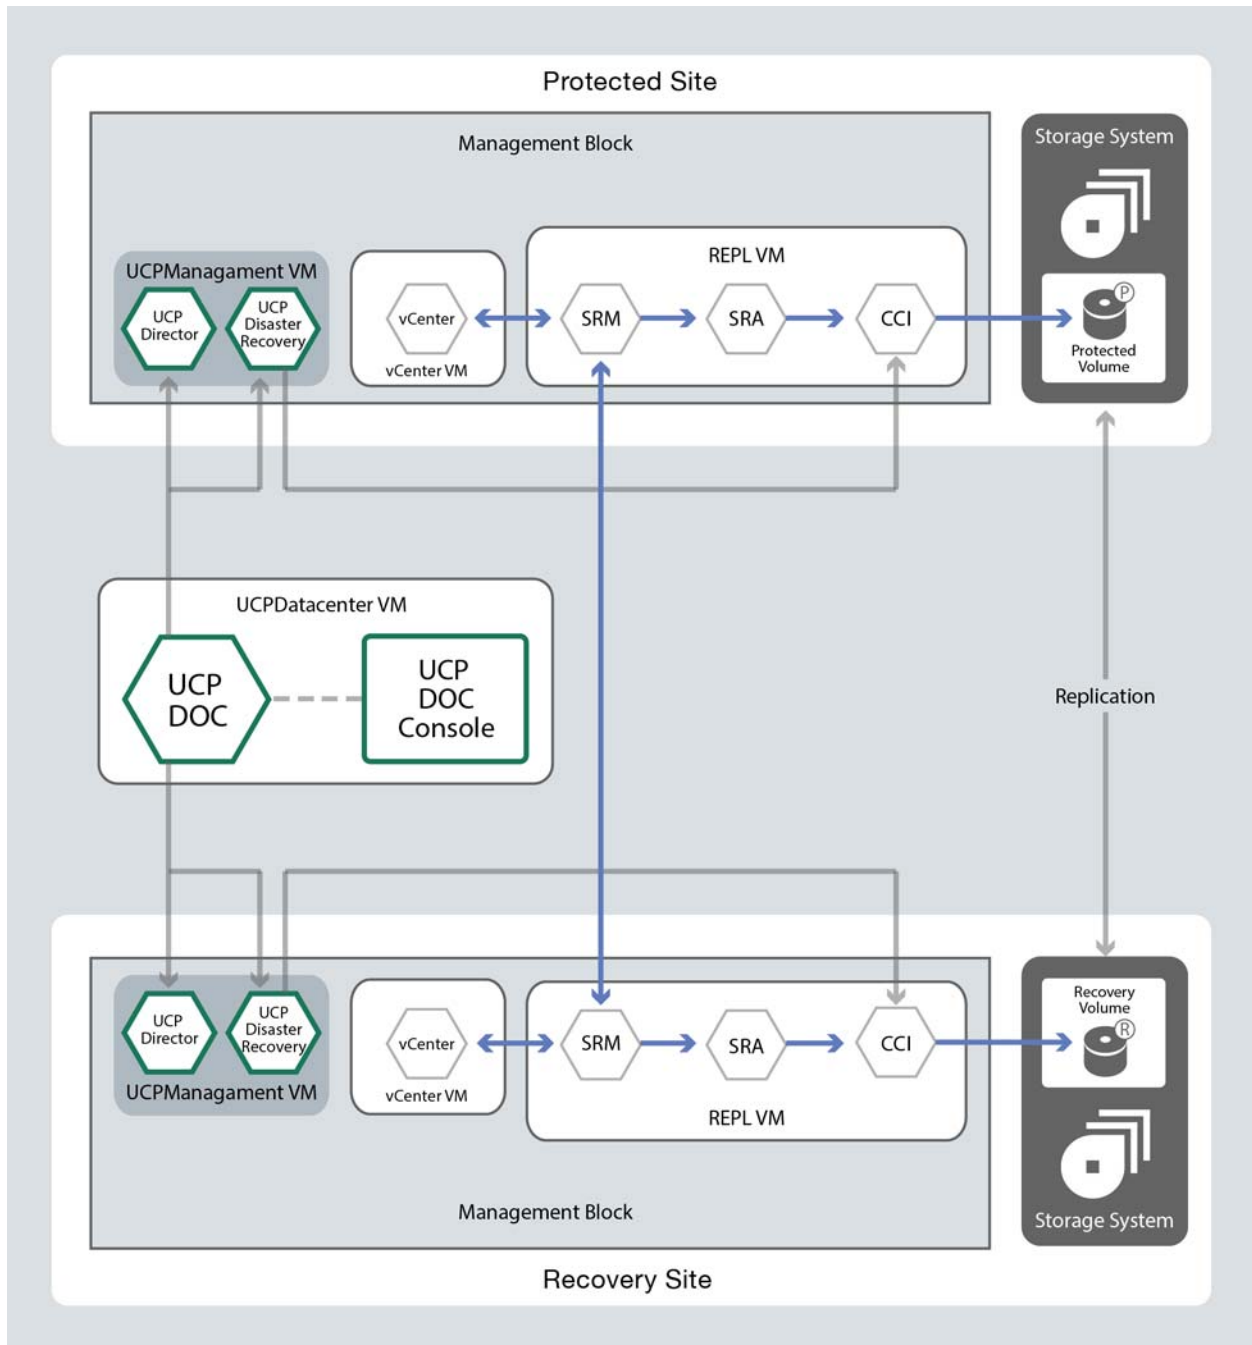 Protected Site
Management Block
Storage System
UCPManagament VM
UCP
Director
UCP
Disaster
Recovery
vCenter
vCenter VM
REPL VM
SRM
SRA
CCI
P
Protected
Volume
UCPDatacenter VM
UCP
DOC
UCP
DOC
Console
Replication
UCP
Director
UCP
Disaster
Recovery
UCPManagament VM
vCenter
vCenter VM
SRM
SRA
CCI
REPL VM
Recovery
Volume
R
Management Block
Storage System
Recovery Site